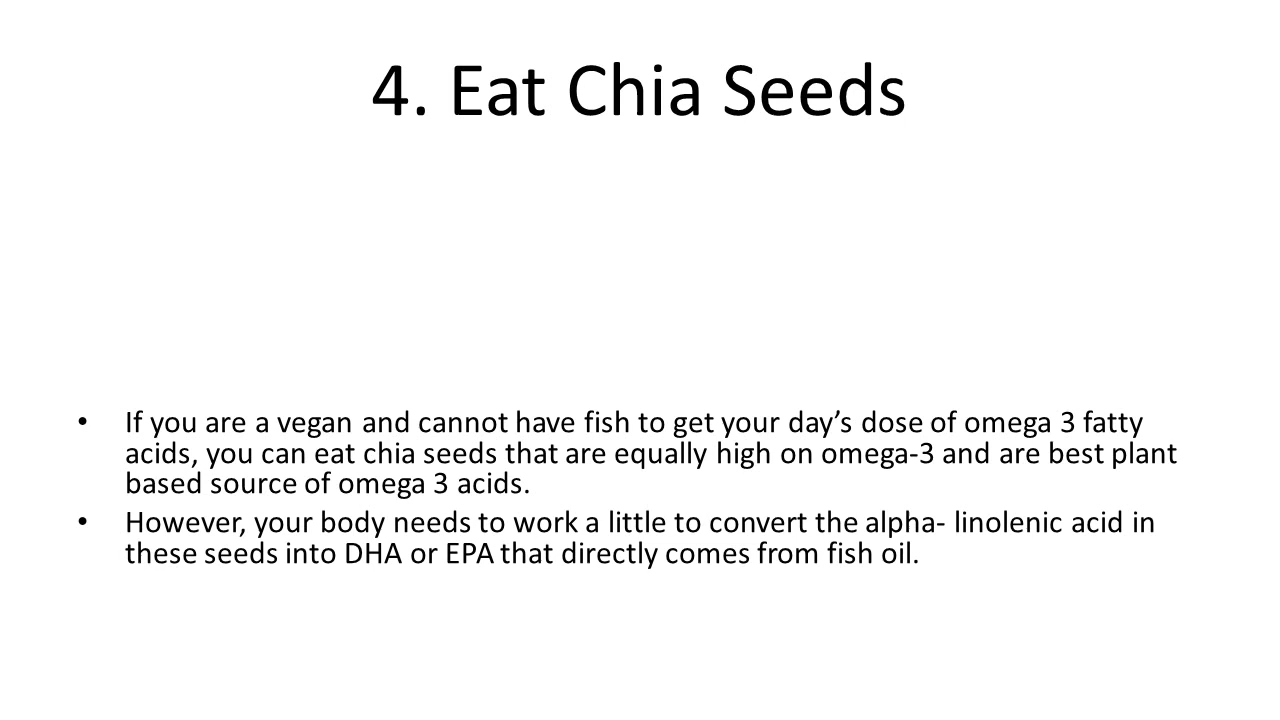 4. Eat Chia Seeds
• If you are a vegan and cannot have fish to get your day’s dose of omega 3 fatty
acids, you can eat chia seeds that are equally high on omega-3 and are best plant
based source of omega 3 acids.
• However, your body needs to work a little to convert the alpha- linolenic acid in
these seeds into DHA or EPA that directly comes from fish oil.